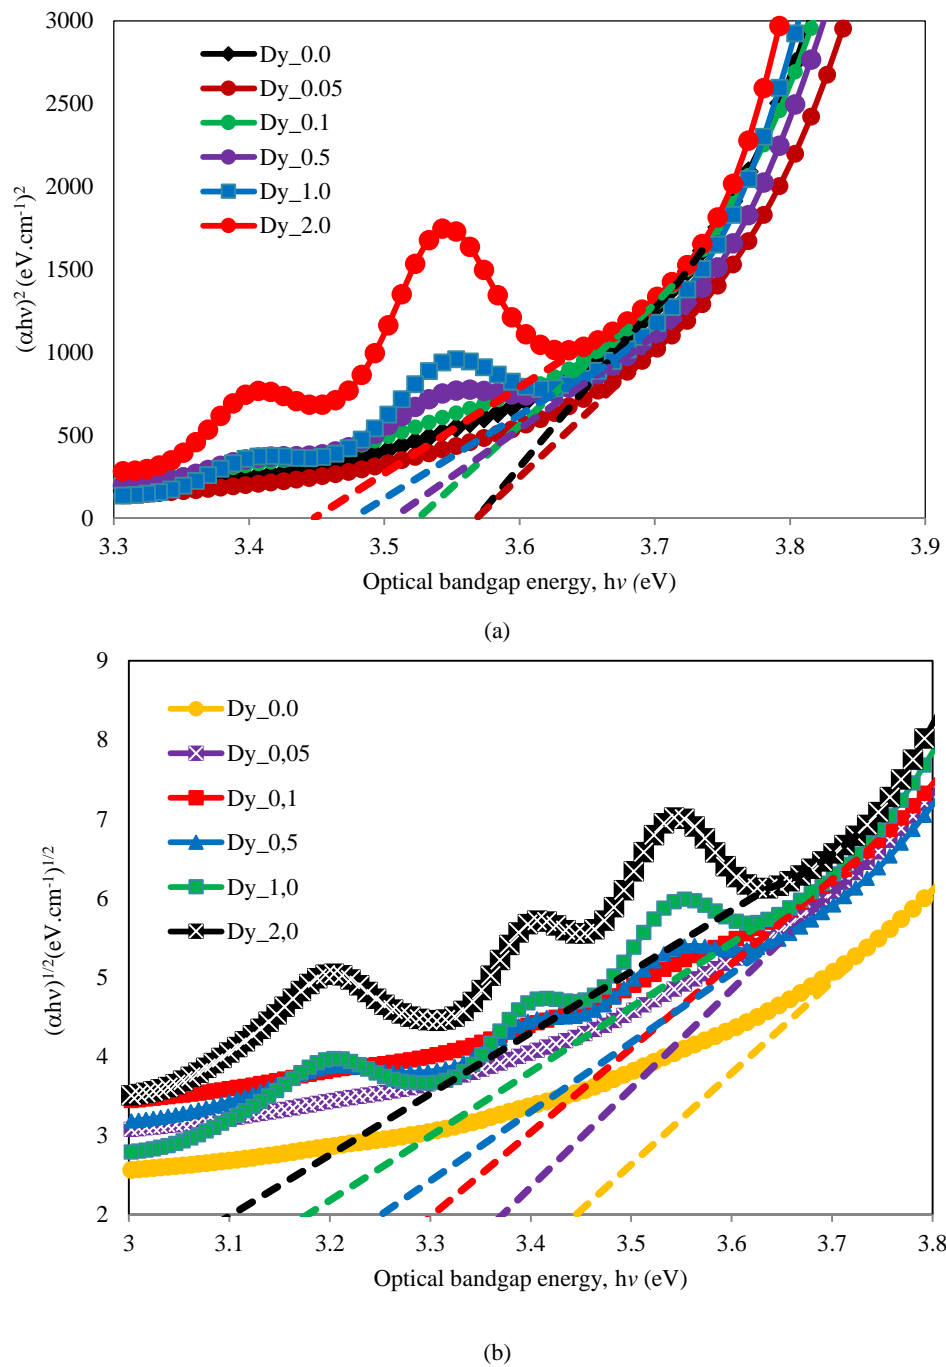 3000
2500
2000
1500
1000
500
0
(αhν)² (eV.cm⁻¹)²
Dy_0.0
Dy_0.05
Dy_0.1
Dy_0.5
Dy_1.0
Dy_2.0
3.3 3.4 3.5 3.6 3.7 3.8 3.9
Optical bandgap energy, hν (eV)
(a)
9
8
7
6
5
4
3
2
(αhν)¹/²(eV.cm⁻¹)¹/²
Dy_0.0
Dy_0,05
Dy_0,1
Dy_0,5
Dy_1,0
Dy_2,0
3 3.1 3.2 3.3 3.4 3.5 3.6 3.7 3.8
Optical bandgap energy, hν (eV)
(b)